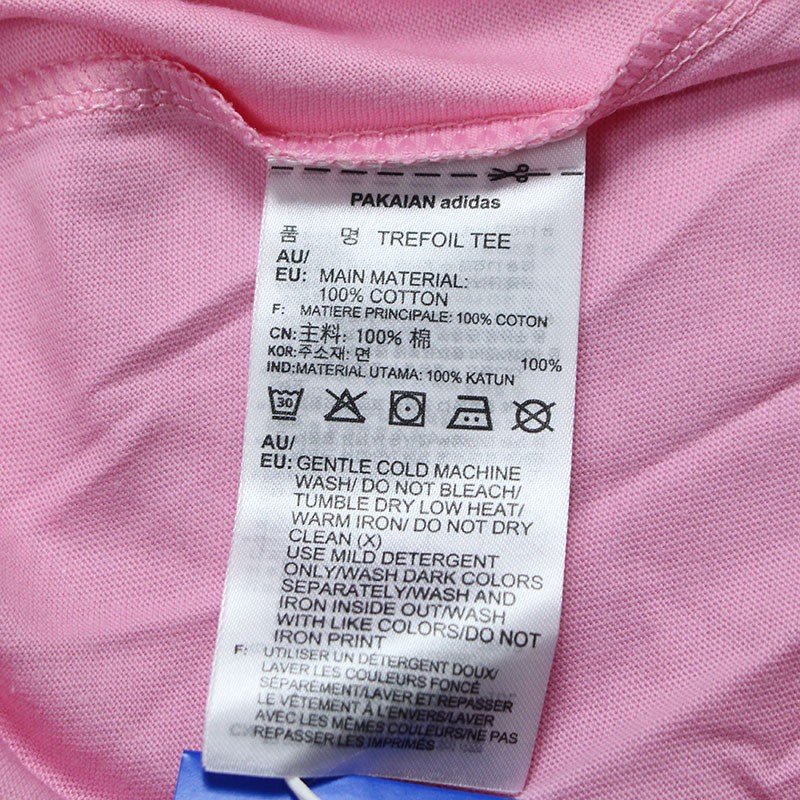 PAKAIAN adidas
품 명 TREFOIL TEE
AU/
EU: MAIN MATERIAL:
100% COTTON
F: MATIERE PRINCIPALE: 100% COTON
CN:主料: 100% 棉
KOR:주소재: 면 100%
IND:MATERIAL UTAMA: 100% KATUN
30
AU/
EU: GENTLE COLD MACHINE
WASH/ DO NOT BLEACH/
TUMBLE DRY LOW HEAT/
WARM IRON/ DO NOT DRY
CLEAN (X)
USE MILD DETERGENT
ONLY/WASH DARK COLORS
SEPARATELY/WASH AND
IRON INSIDE OUT/WASH
WITH LIKE COLORS/DO NOT
IRON PRINT
F: UTILISER UN DÉTERGENT DOUX/
LAVER LES COULEURS FONCÉ
SÉPARÉMENT/LAVER ET REPASSER
LE VÊTEMENT À L'ENVERS/LAVER
AVEC LES MÊMES COULEURS/NE PAS
REPASSER LES IMPRIMÉS